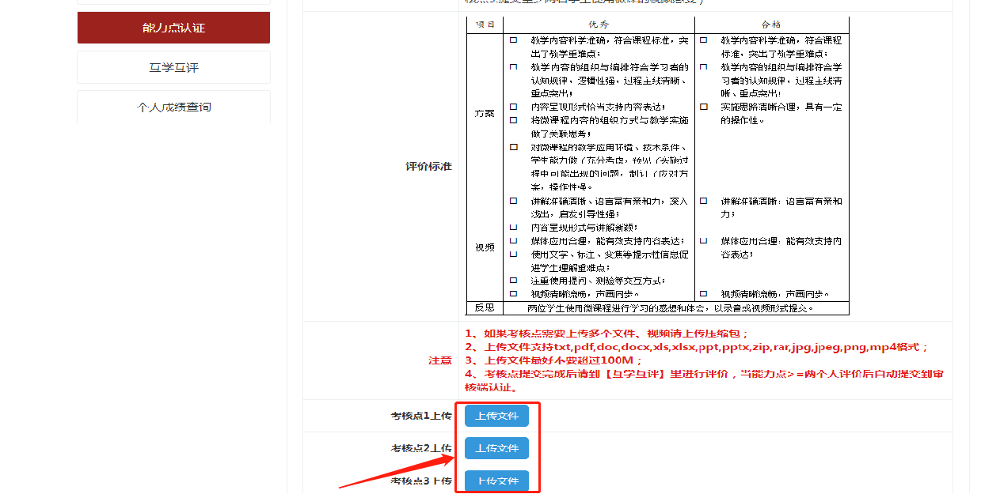 能力点认证
互学互评
个人成绩查询
评价标准
项目 优秀 合格
方案
教学内容科学准确，符合课程标准，突
出了教学重难点；
教学内容的组织与编排符合学习者的
认知规律，逻辑性强，过程主线清晰、
重点突出；
内容呈现形式恰当支持内容表达；
将微课程内容的组织方式与教学实施
做了关联思考；
对微课程的教学应用环境、技术条件、
学生能力做了充分考虑，预见了实施过
程中可能出现的问题，制订了应对方
案，操作性强。
教学内容科学准确，符合课程
标准，突出了教学重难点；
教学内容的组织与编排符合学
习者的认知规律，过程主线清
晰、重点突出；
实施思路清晰合理，具有一定
的操作性。
视频
讲解准确清晰、语言富有亲和力，深入
浅出，启发引导性强；
内容呈现形式与讲解新颖；
媒体应用合理，能有效支持内容表达；
使用文字、标注、变焦等提示性信息促
进学生理解重难点；
注重使用提问、测验等交互方式；
视频清晰流畅，声画同步。
讲解准确清晰，语言富有亲和
力；
媒体应用合理，能有效支持内
容表达；
视频清晰流畅，声画同步。
反思 两位学生使用微课程进行学习的感想和体会，以录音或视频形式提交。
注意
1、如果考核点需要上传多个文件、视频请上传压缩包；
2、上传文件支持txt,pdf,doc,docx,xls,xlsx,ppt,pptx,zip,rar,jpg,jpeg,png,mp4格式；
3、上传文件最好不要超过100M；
4、考核点提交完成后请到【互学互评】里进行评价，当能力点>=两个人评价后自动提交到审
核端认证。
考核点1上传 上传文件
考核点2上传 上传文件
考核点3上传 上传文件